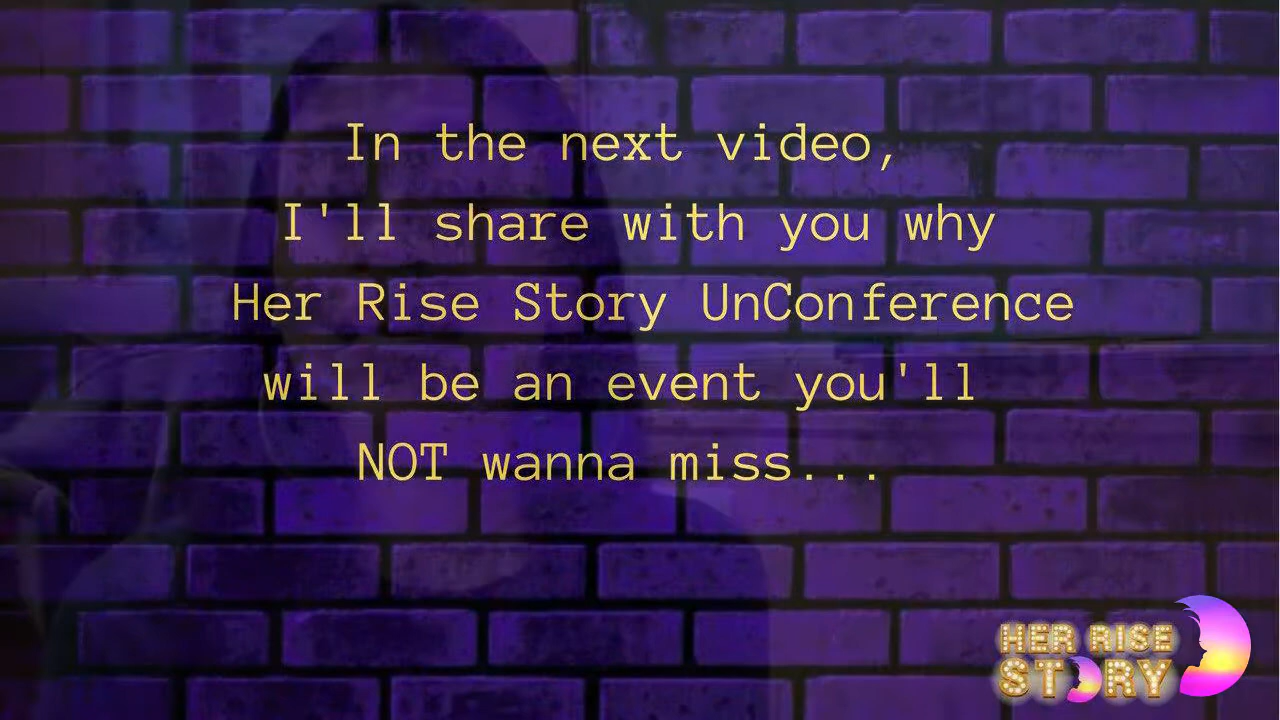 In the next video,
I'll share with you why
Her Rise Story UnConference
will be an event you'll
NOT wanna miss...
HER RISE
STORY